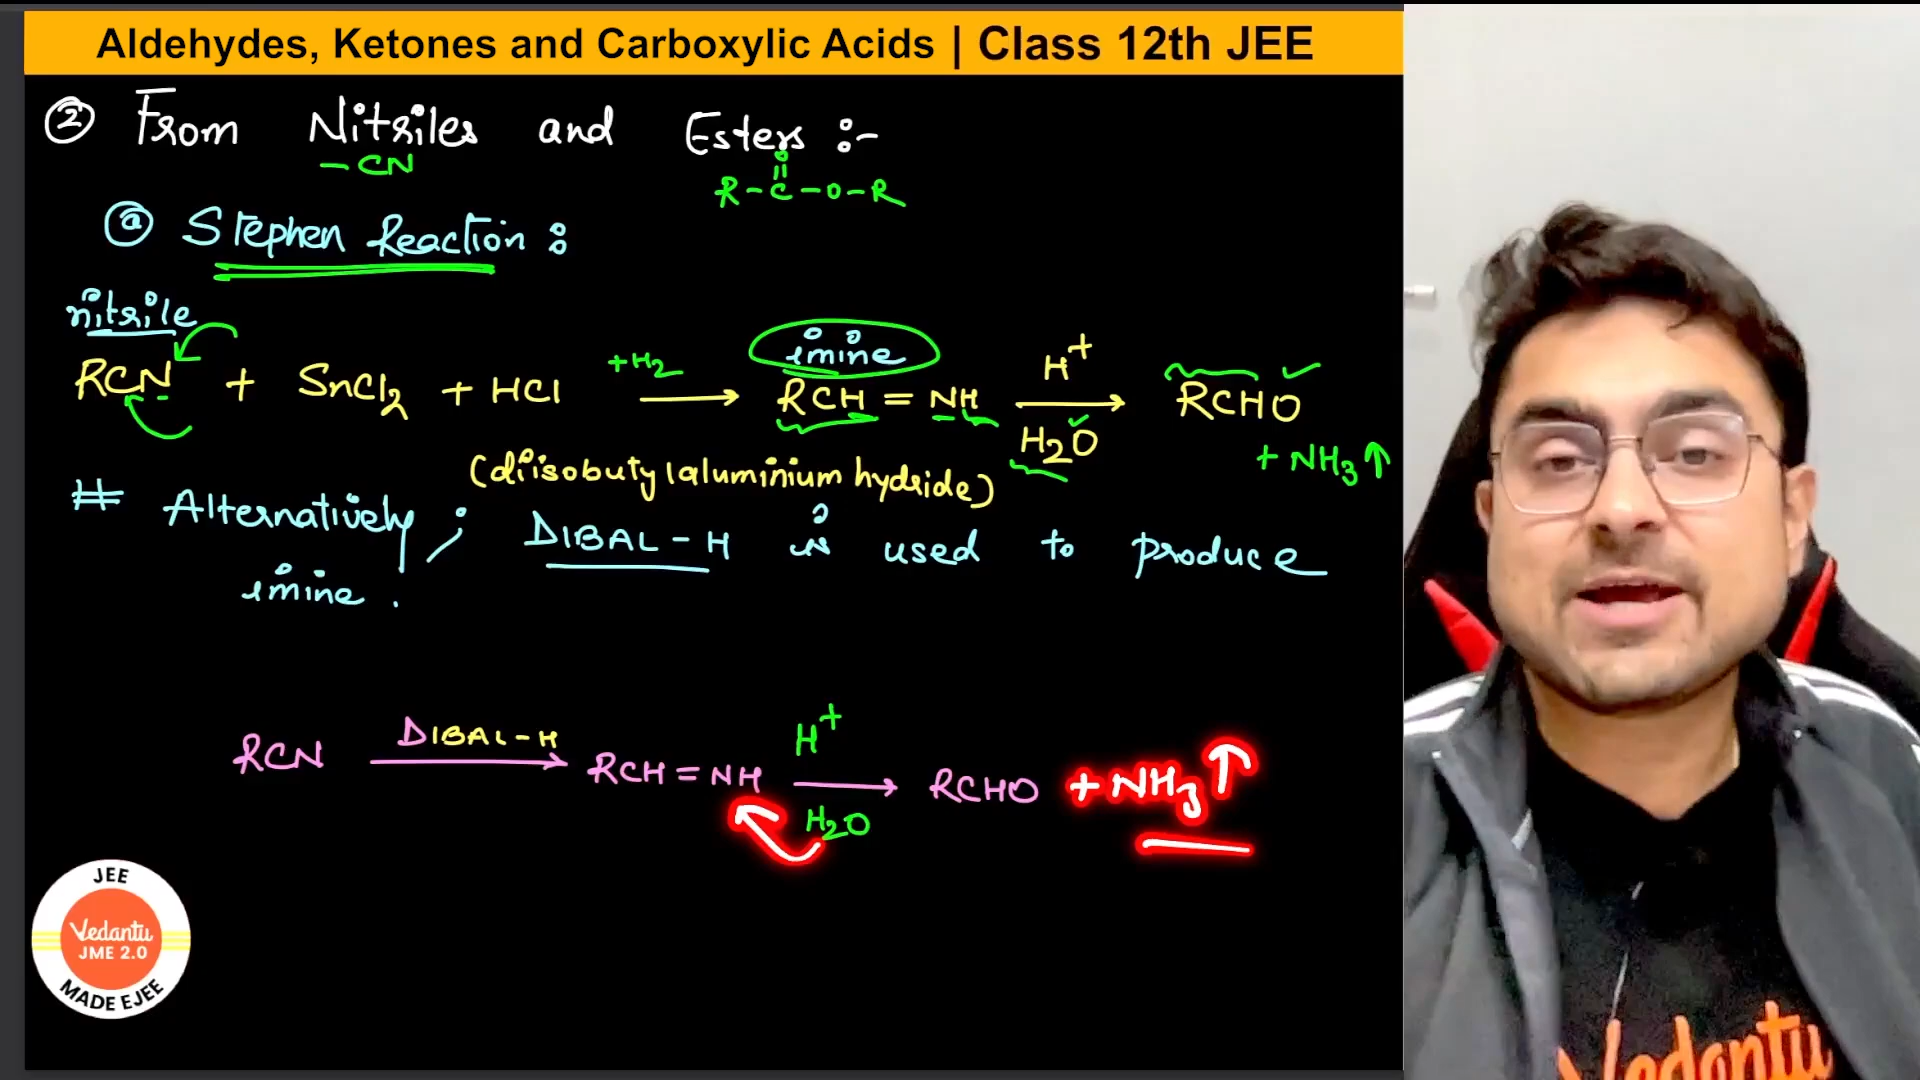 Aldehydes, Ketones and Carboxylic Acids | Class 12th JEE
② From Nitriles and Esters :-
- CN
O
||
R-C-O-R
ⓐ Stephen Reaction :
nitrile
RCN + SnCl₂ + HCl +H₂ → imine RCH = NH H⁺ → H₂O RCHO
+ NH₃↑
(diisobutylaluminium hydride)
# Alternatively, DIBAL-H is used to produce
imine.
RCN DIBAL-H → RCH = NH H⁺ → H₂O RCHO + NH₃↑
JEE
Vedantu
JME 2.0
MADE EJEE
Vedantu